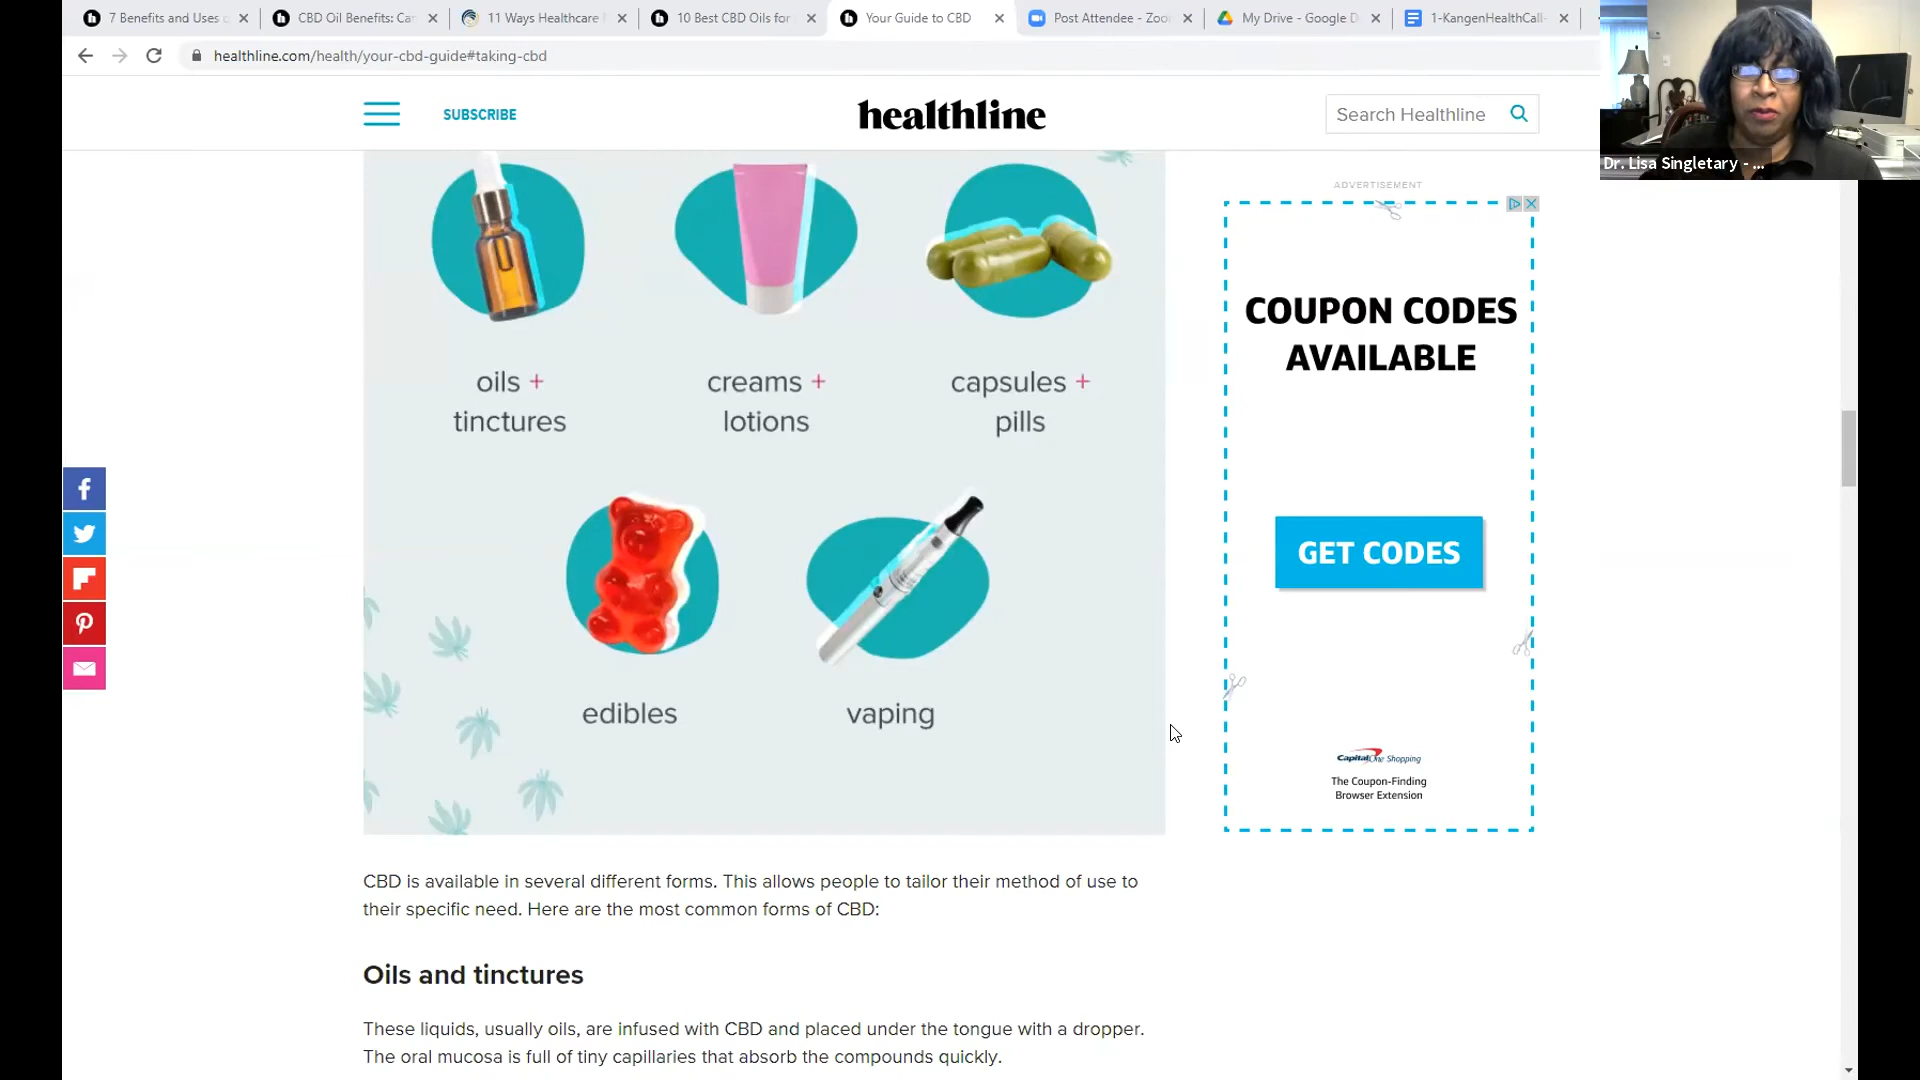 7 Benefits and Uses o
CBD Oil Benefits: Ca
11 Ways Healthcare
10 Best CBD Oils for
Your Guide to CBD
Post Attendee - Zoo
My Drive - Google D
1-KangenHealthCall-
healthline.com/health/your-cbd-guide#taking-cbd
SUBSCRIBE
healthline
Search Healthline
Dr. Lisa Singletary - ...
ADVERTISEMENT
COUPON CODES
AVAILABLE
oils +
tinctures
creams +
lotions
capsules +
pills
GET CODES
edibles
vaping
CapitalOne Shopping
The Coupon-Finding
Browser Extension
CBD is available in several different forms. This allows people to tailor their method of use to
their specific need. Here are the most common forms of CBD:
Oils and tinctures
These liquids, usually oils, are infused with CBD and placed under the tongue with a dropper.
The oral mucosa is full of tiny capillaries that absorb the compounds quickly.